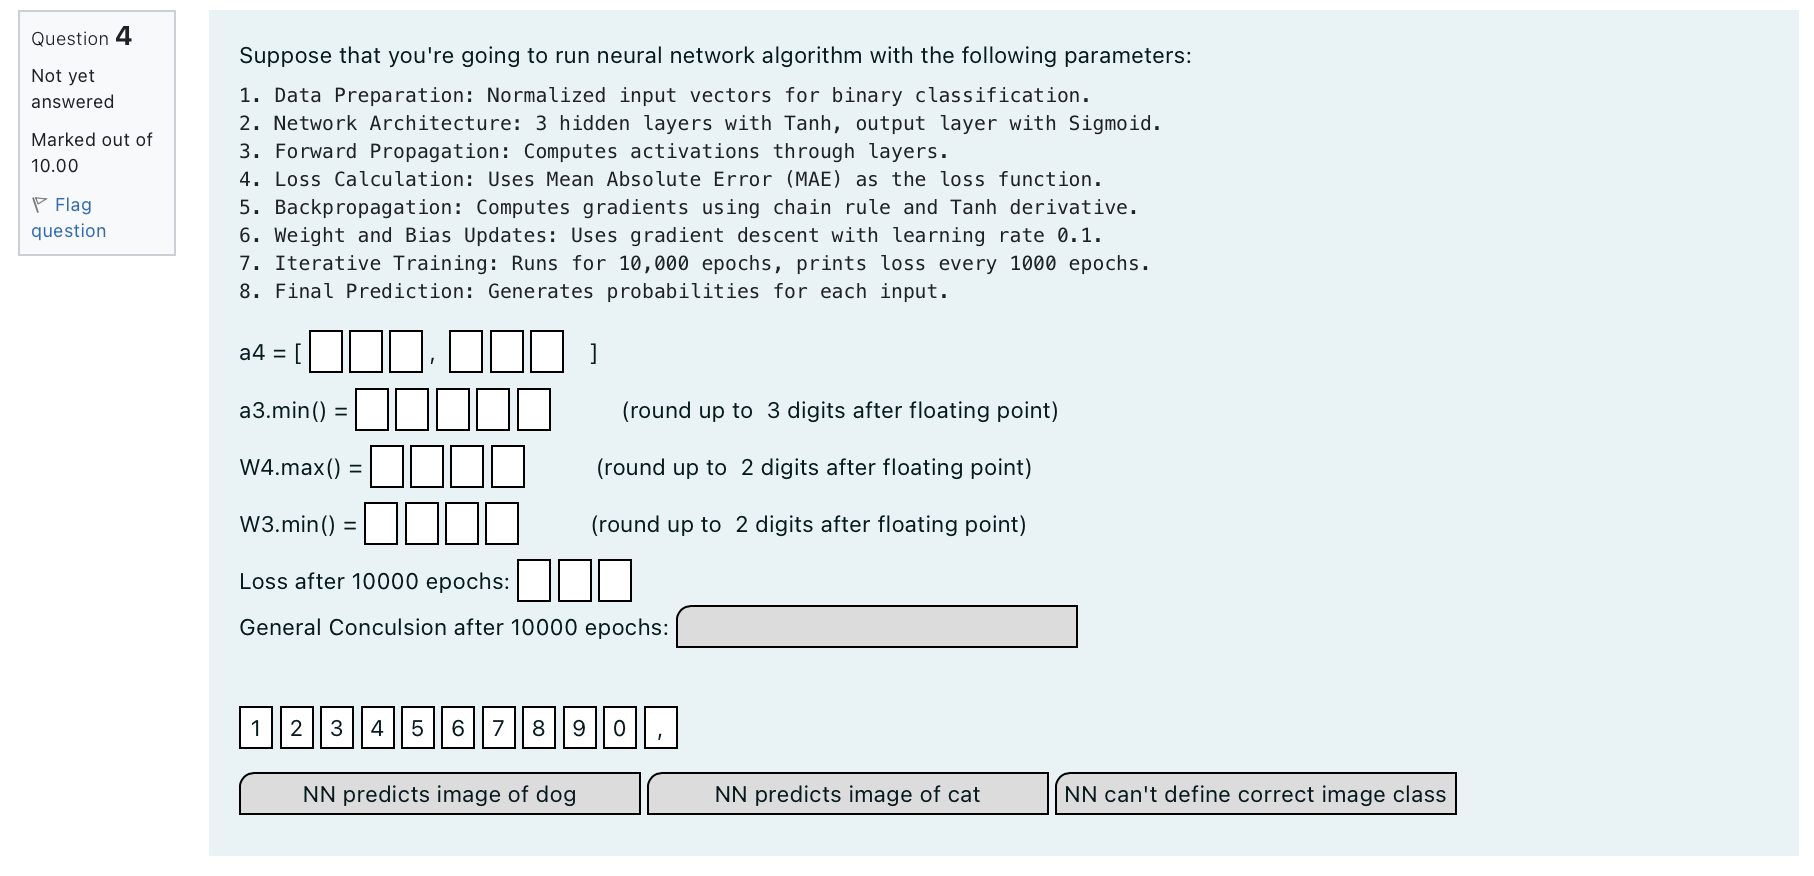 Question 4
Not yet
answered
Marked out of
10.00
Flag
question
Suppose that you're going to run neural network algorithm with the following parameters:
1. Data Preparation: Normalized input vectors for binary classification.
2. Network Architecture: 3 hidden layers with Tanh, output layer with Sigmoid.
3. Forward Propagation: Computes activations through layers.
4. Loss Calculation: Uses Mean Absolute Error (MAE) as the loss function.
5. Backpropagation: Computes gradients using chain rule and Tanh derivative.
6. Weight and Bias Updates: Uses gradient descent with learning rate 0.1.
7. Iterative Training: Runs for 10,000 epochs, prints loss every 1000 epochs.
8. Final Prediction: Generates probabilities for each input.
a4 = [ , ]
a3.min() = (round up to 3 digits after floating point)
W4.max() = (round up to 2 digits after floating point)
W3.min() = (round up to 2 digits after floating point)
Loss after 10000 epochs:
General Conculsion after 10000 epochs:
1 2 3 4 5 6 7 8 9 0 ,
NN predicts image of dog NN predicts image of cat NN can't define correct image class